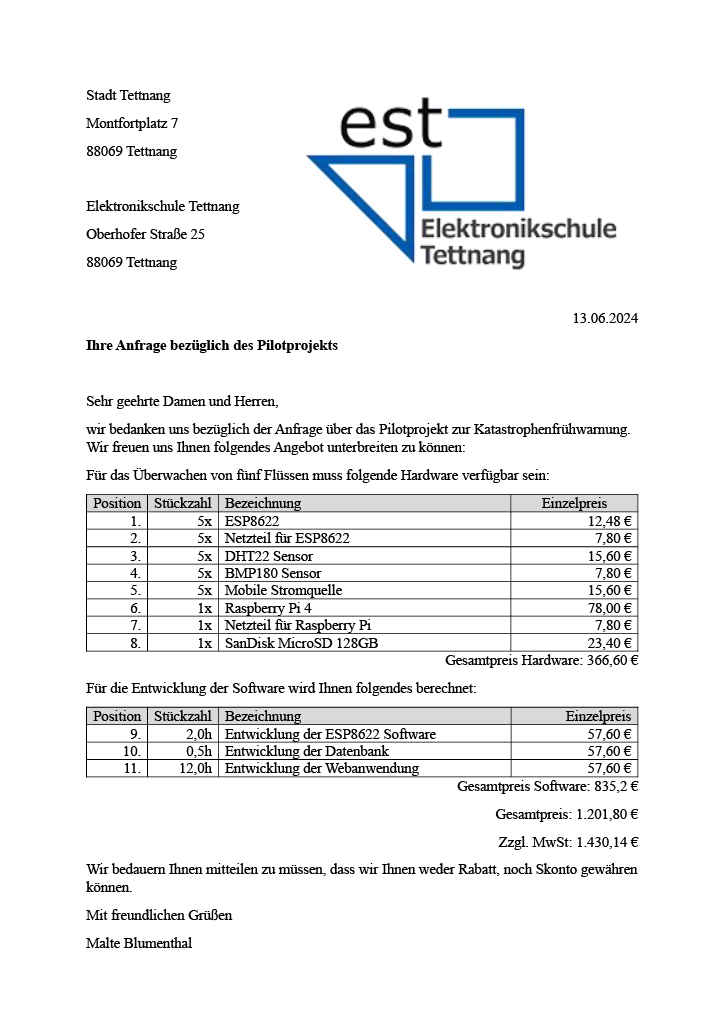 Stadt Tettnang
Montfortplatz 7
88069 Tettnang
est
Elektronikschule
Tettnang
Elektronikschule Tettnang
Oberhofer Straße 25
88069 Tettnang
13.06.2024
Ihre Anfrage bezüglich des Pilotprojekts
Sehr geehrte Damen und Herren,
wir bedanken uns bezüglich der Anfrage über das Pilotprojekt zur Katastrophenfrühwarnung.
Wir freuen uns Ihnen folgendes Angebot unterbreiten zu können:
Für das Überwachen von fünf Flüssen muss folgende Hardware verfügbar sein:
Position Stückzahl Bezeichnung Einzelpreis
1. 5x ESP8622 12,48 €
2. 5x Netzteil für ESP8622 7,80 €
3. 5x DHT22 Sensor 15,60 €
4. 5x BMP180 Sensor 7,80 €
5. 5x Mobile Stromquelle 15,60 €
6. 1x Raspberry Pi 4 78,00 €
7. 1x Netzteil für Raspberry Pi 7,80 €
8. 1x SanDisk MicroSD 128GB 23,40 €
Gesamtpreis Hardware: 366,60 €
Für die Entwicklung der Software wird Ihnen folgendes berechnet:
Position Stückzahl Bezeichnung Einzelpreis
9. 2,0h Entwicklung der ESP8622 Software 57,60 €
10. 0,5h Entwicklung der Datenbank 57,60 €
11. 12,0h Entwicklung der Webanwendung 57,60 €
Gesamtpreis Software: 835,2 €
Gesamtpreis: 1.201,80 €
Zzgl. MwSt: 1.430,14 €
Wir bedauern Ihnen mitteilen zu müssen, dass wir Ihnen weder Rabatt, noch Skonto gewähren
können.
Mit freundlichen Grüßen
Malte Blumenthal